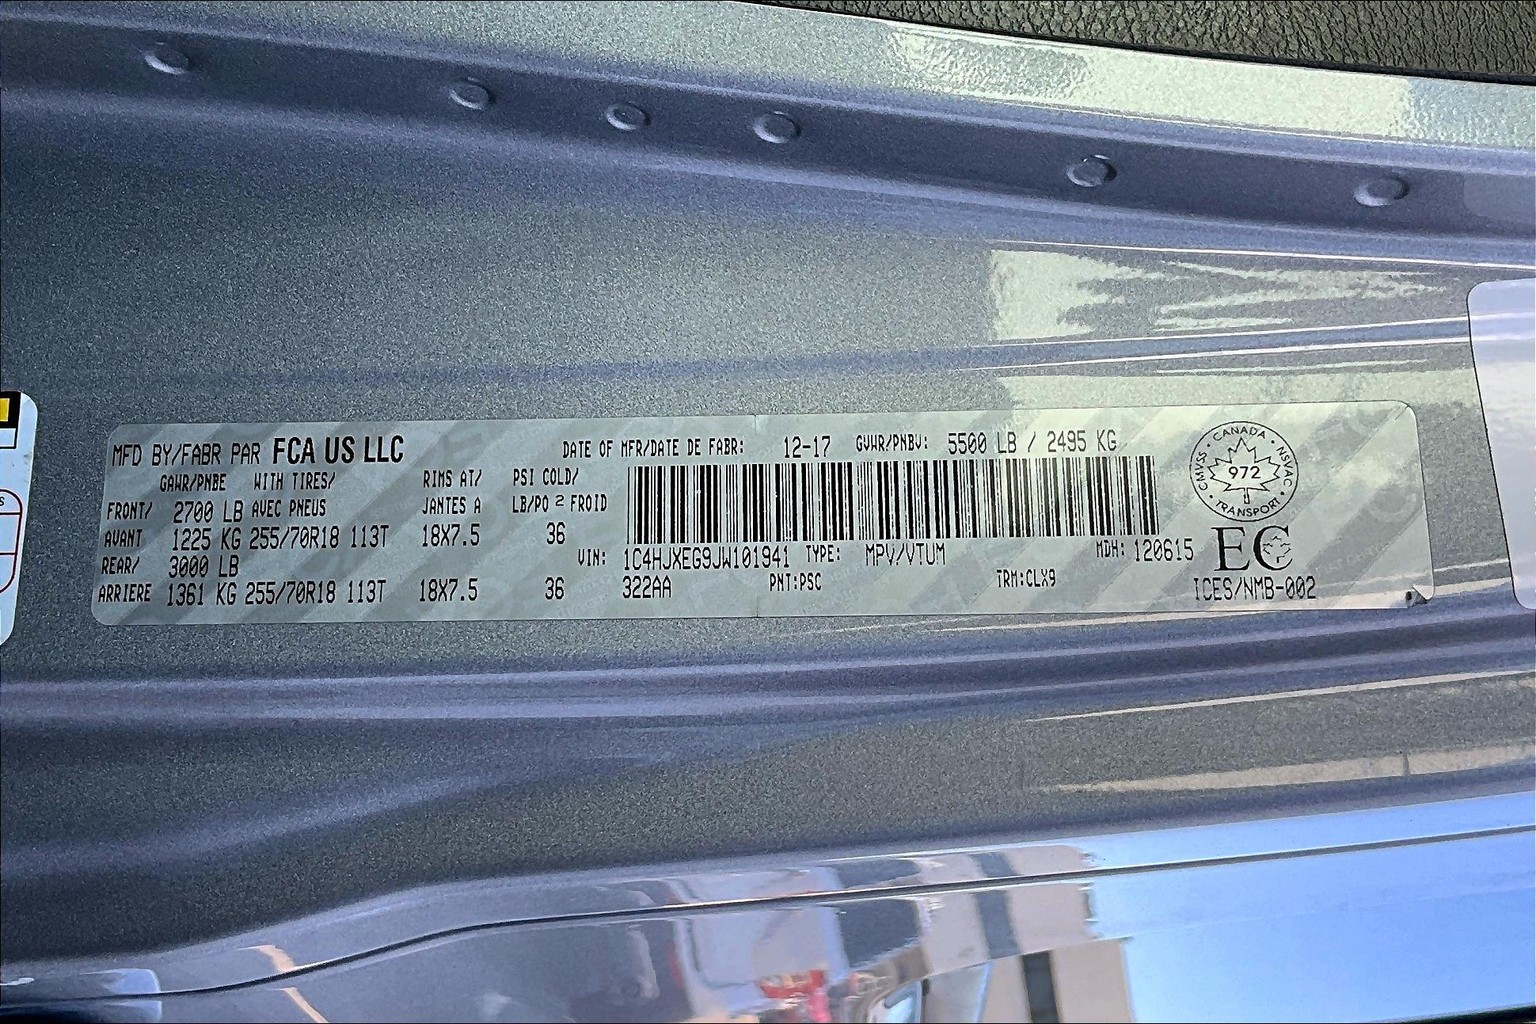 MFD BY/FABR PAR FCA US LLC DATE OF MFR/DATE DE FABR: 12-17 GVWR/PNBV: 5500 LB / 2495 KG
GAWR/PNBE WITH TIRES/ RIMS AT/ PSI COLD/
FRONT/ 2700 LB AVEC PNEUS JANTES A LB/PO 2 FROID
AVANT 1225 KG 255/70R18 113T 18X7.5 36
REAR/ 3000 LB VIN: 1C4HJXEG9JW101941 TYPE: MPV/VTUM MDH: 120615
ARRIERE 1361 KG 255/70R18 113T 18X7.5 36 322AA PNT:PSC TRM:CLX9
CANADA
CMVSS · NSVAC
972
TRANSPORT
EC
ICES/NMB-002